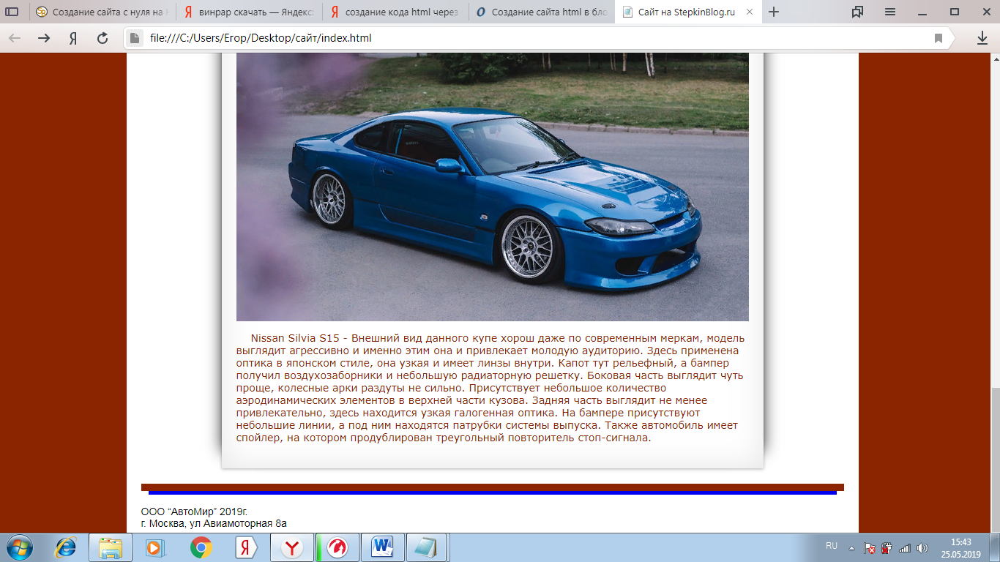 Создание сайта с нуля на
винрар скачать — Яндекс
создание кода html через
Создание сайта html в бло
Сайт на StepkinBlog.ru
file:///C:/Users/Егор/Desktop/сайт/index.html
Nissan Silvia S15 - Внешний вид данного купе хорош даже по современным меркам, модель
выглядит агрессивно и именно этим она и привлекает молодую аудиторию. Здесь применена
оптика в японском стиле, она узкая и имеет линзы внутри. Капот тут рельефный, а бампер
получил воздухозаборники и небольшую радиаторную решетку. Боковая часть выглядит чуть
проще, колесные арки раздуты не сильно. Присутствует небольшое количество
аэродинамических элементов в верхней части кузова. Задняя часть выглядит не менее
привлекательно, здесь находится узкая галогенная оптика. На бампере присутствуют
небольшие линии, а под ним находятся патрубки системы выпуска. Также автомобиль имеет
спойлер, на котором продублирован треугольный повторитель стоп-сигнала.
ООО “АвтоМир” 2019г.
г. Москва, ул Авиамоторная 8а
RU
15:43
25.05.2019